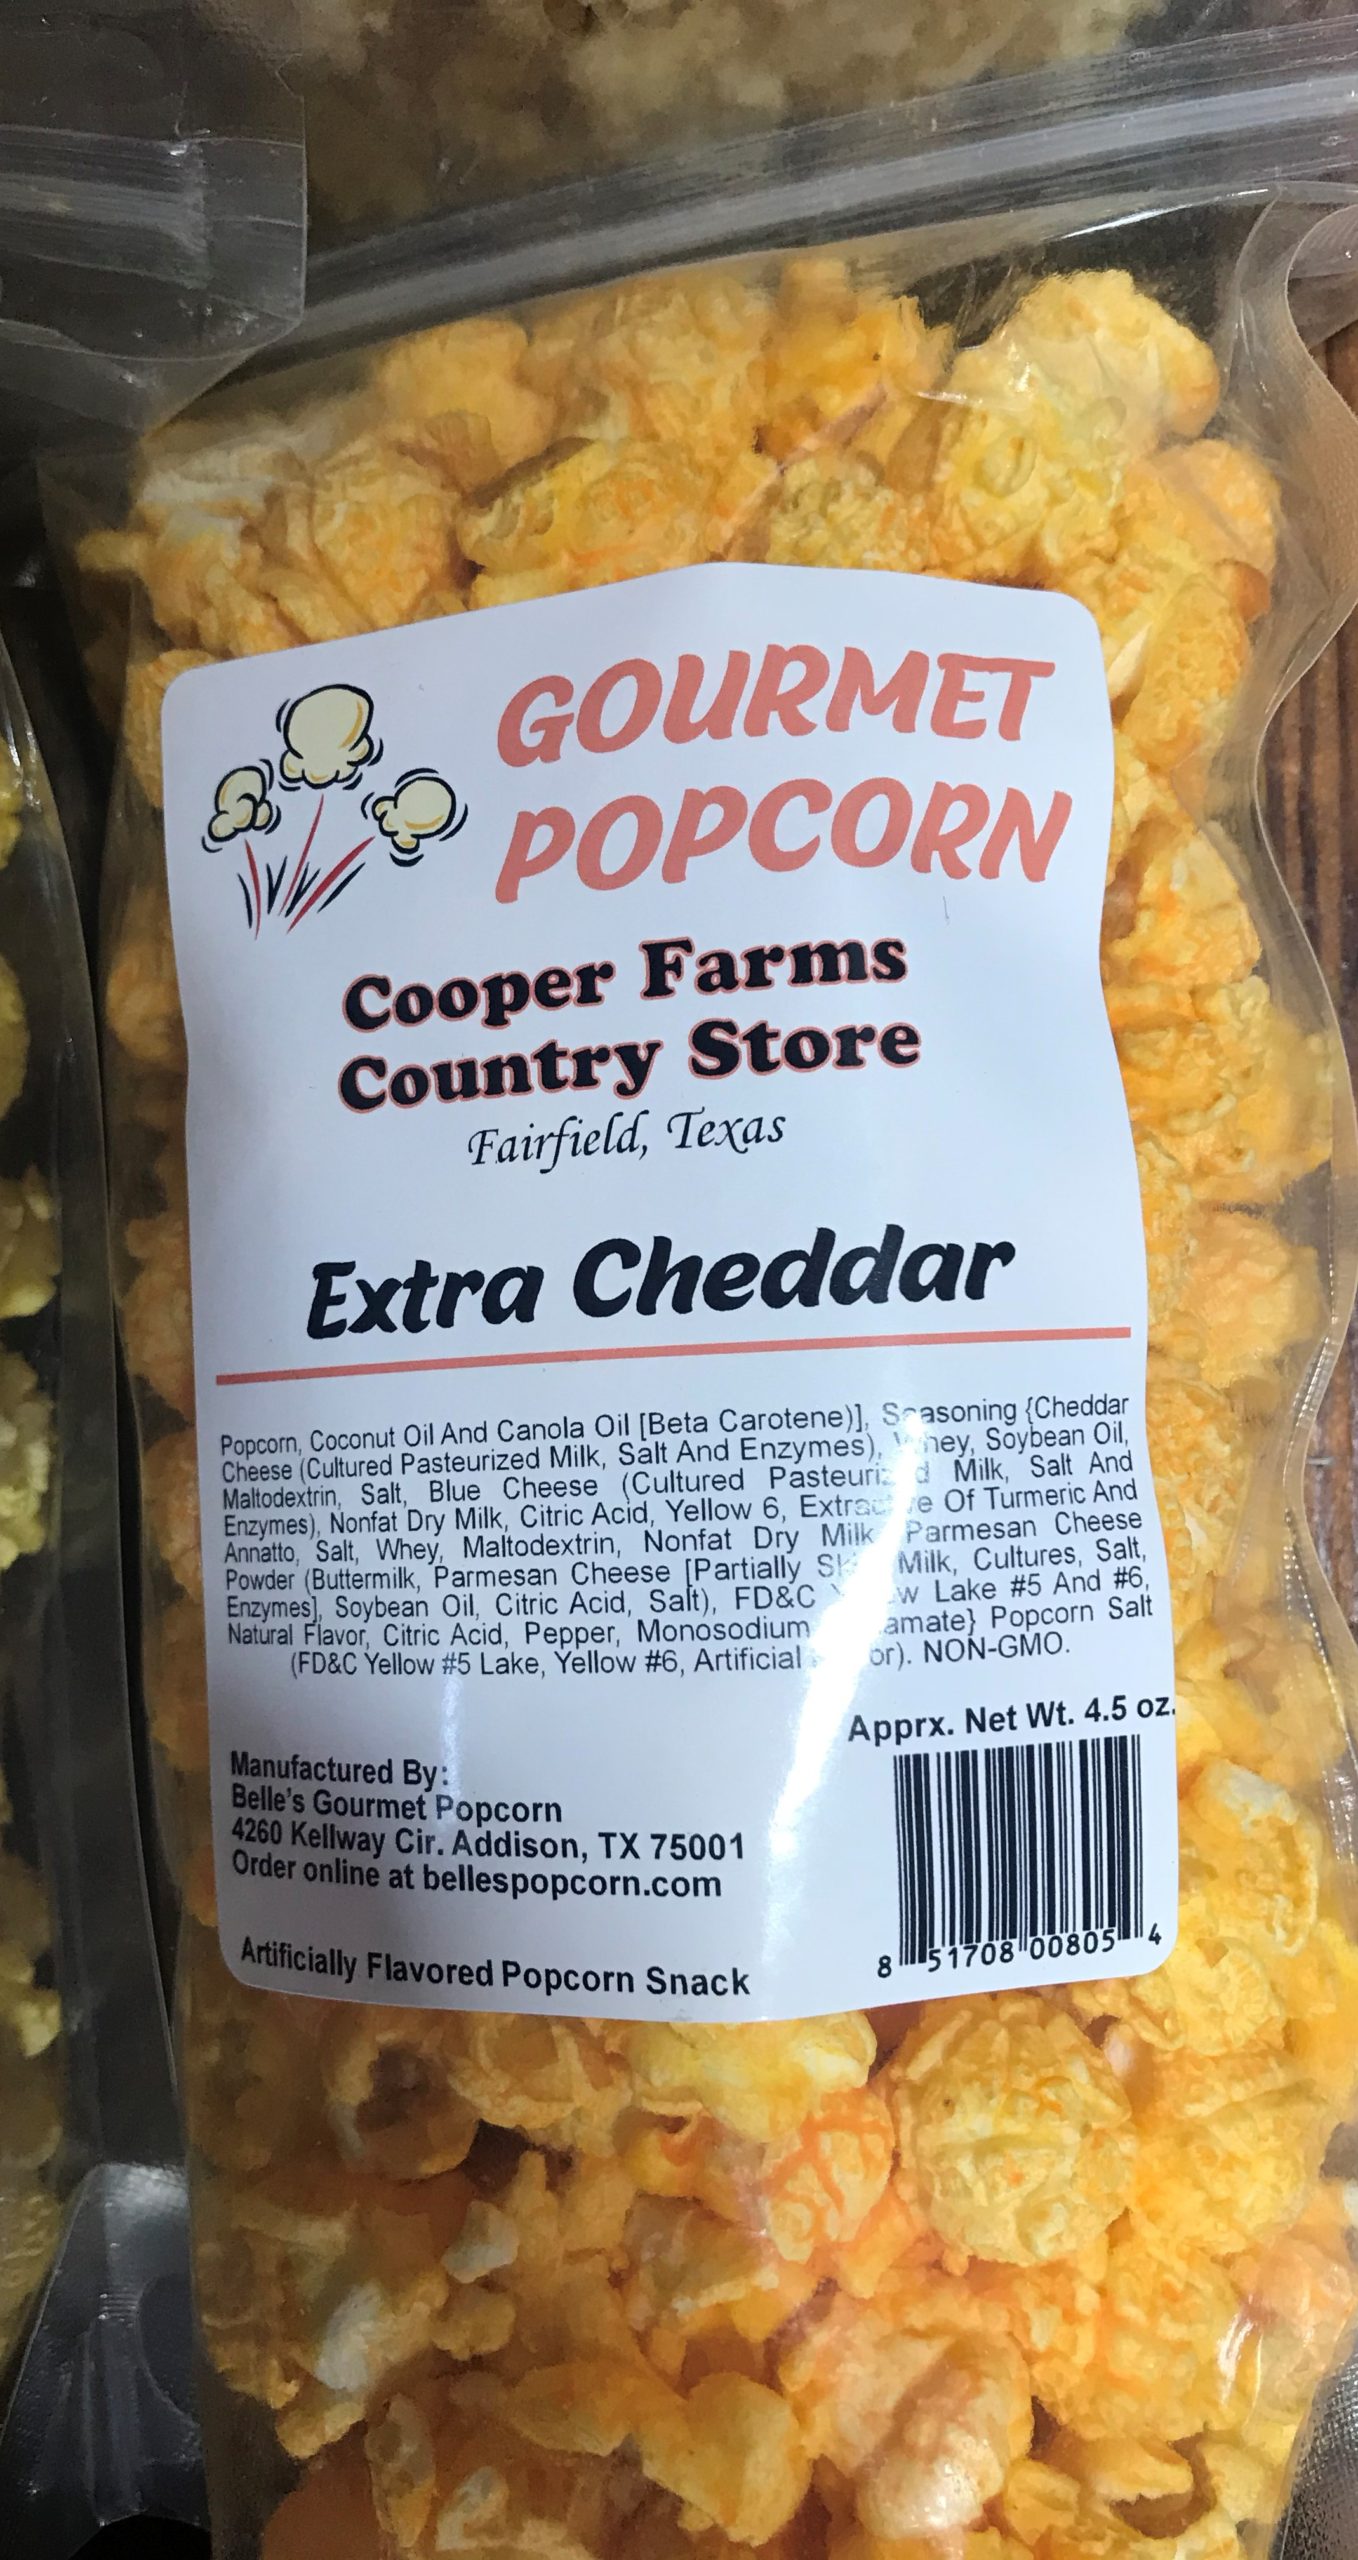 GOURMET
POPCORN
Cooper Farms
Country Store
Fairfield, Texas
Extra Cheddar
Popcorn, Coconut Oil And Canola Oil [Beta Carotene)], Seasoning {Cheddar
Cheese (Cultured Pasteurized Milk, Salt And Enzymes), Whey, Soybean Oil,
Maltodextrin, Salt, Blue Cheese (Cultured Pasteurized Milk, Salt And
Enzymes), Nonfat Dry Milk, Citric Acid, Yellow 6, Extractive Of Turmeric And
Annatto, Salt, Whey, Maltodextrin, Nonfat Dry Milk, Parmesan Cheese
Powder (Buttermilk, Parmesan Cheese [Partially Milk, Cultures, Salt,
Enzymes], Soybean Oil, Citric Acid, Salt), FD&C Yellow Lake #5 And #6,
Natural Flavor, Citric Acid, Pepper, Monosodium Glutamate} Popcorn Salt
(FD&C Yellow #5 Lake, Yellow #6, Artificial NON-GMO.
Apprx. Net Wt. 4.5 oz.
Manufactured By:
Belle's Gourmet Popcorn
4260 Kellway Cir. Addison, TX 75001
Order online at bellespopcorn.com
Artificially Flavored Popcorn Snack
8 51708 00805 4